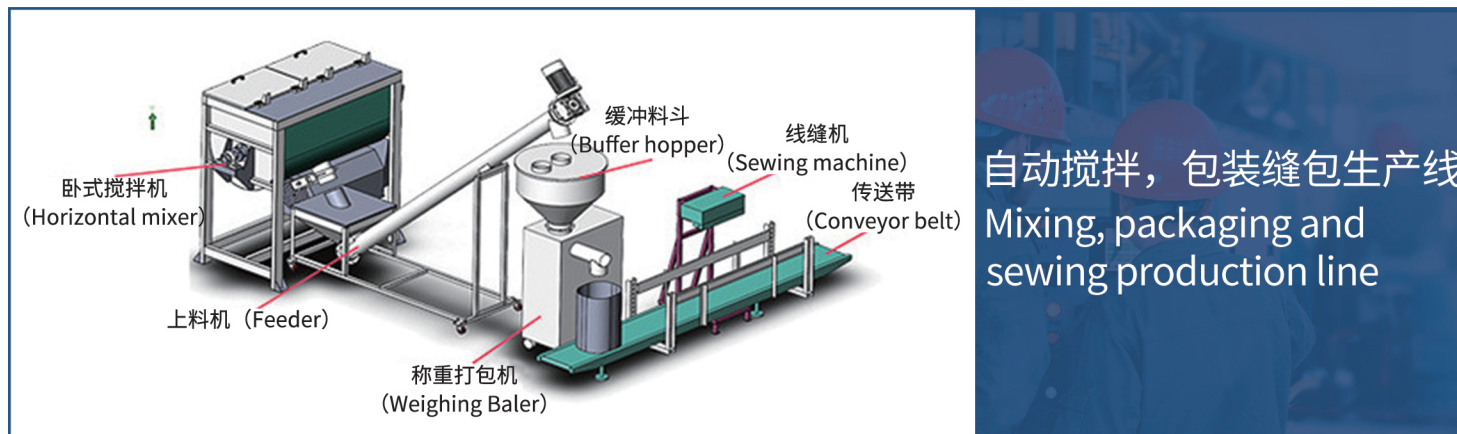 缓冲料斗
（Buffer hopper）
线缝机
（Sewing machine）
传送带
（Conveyor belt）
卧式搅拌机
（Horizontal mixer）
上料机（Feeder）
称重打包机
（Weighing Baler）
自动搅拌，包装缝包生产线
Mixing, packaging and
sewing production line